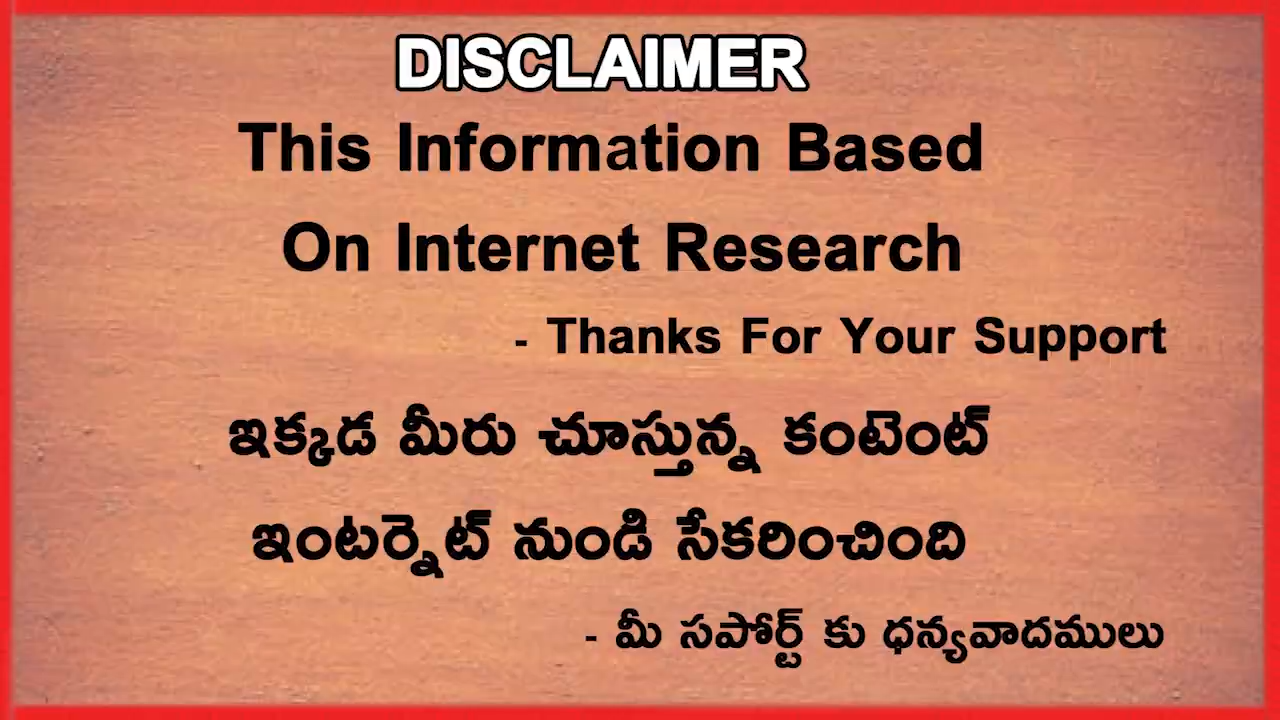 DISCLAIMER
This Information Based
On Internet Research
- Thanks For Your Support
ఇక్కడ మీరు చూస్తున్న కంటెంట్
ఇంటర్నెట్ నుండి సేకరించింది
- మీ సపోర్ట్ కు ధన్యవాదములు